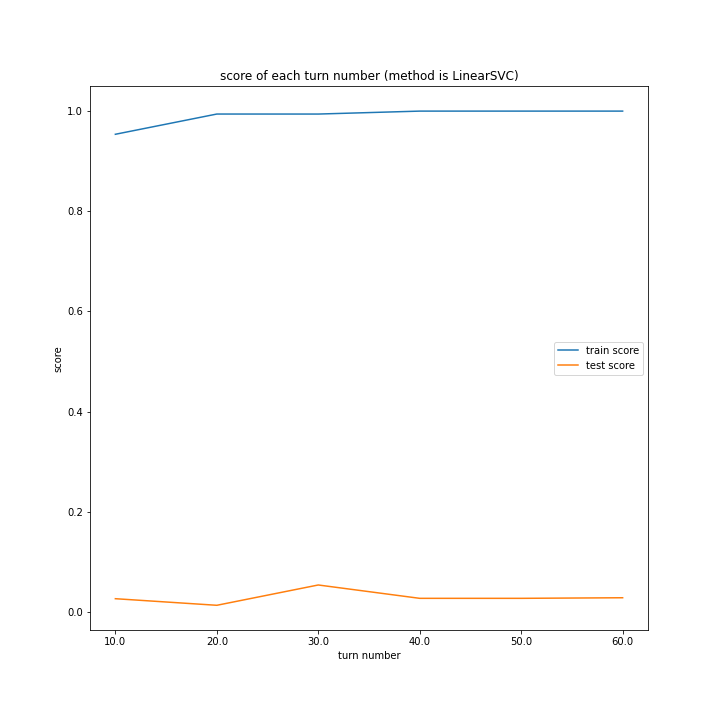 score of each turn number (method is LinearSVC)
1.0
0.8
0.6
0.4
0.2
0.0
score
train score
test score
10.0 20.0 30.0 40.0 50.0 60.0
turn number